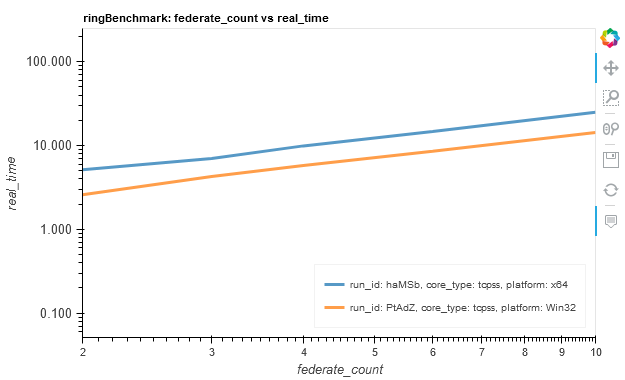 ringBenchmark: federate_count vs real_time
100.000
10.000
1.000
0.100
real_time
run_id: haMSb, core_type: tcpss, platform: x64
run_id: PtAdZ, core_type: tcpss, platform: Win32
2
3
4
5
6
7
8
9
10
federate_count